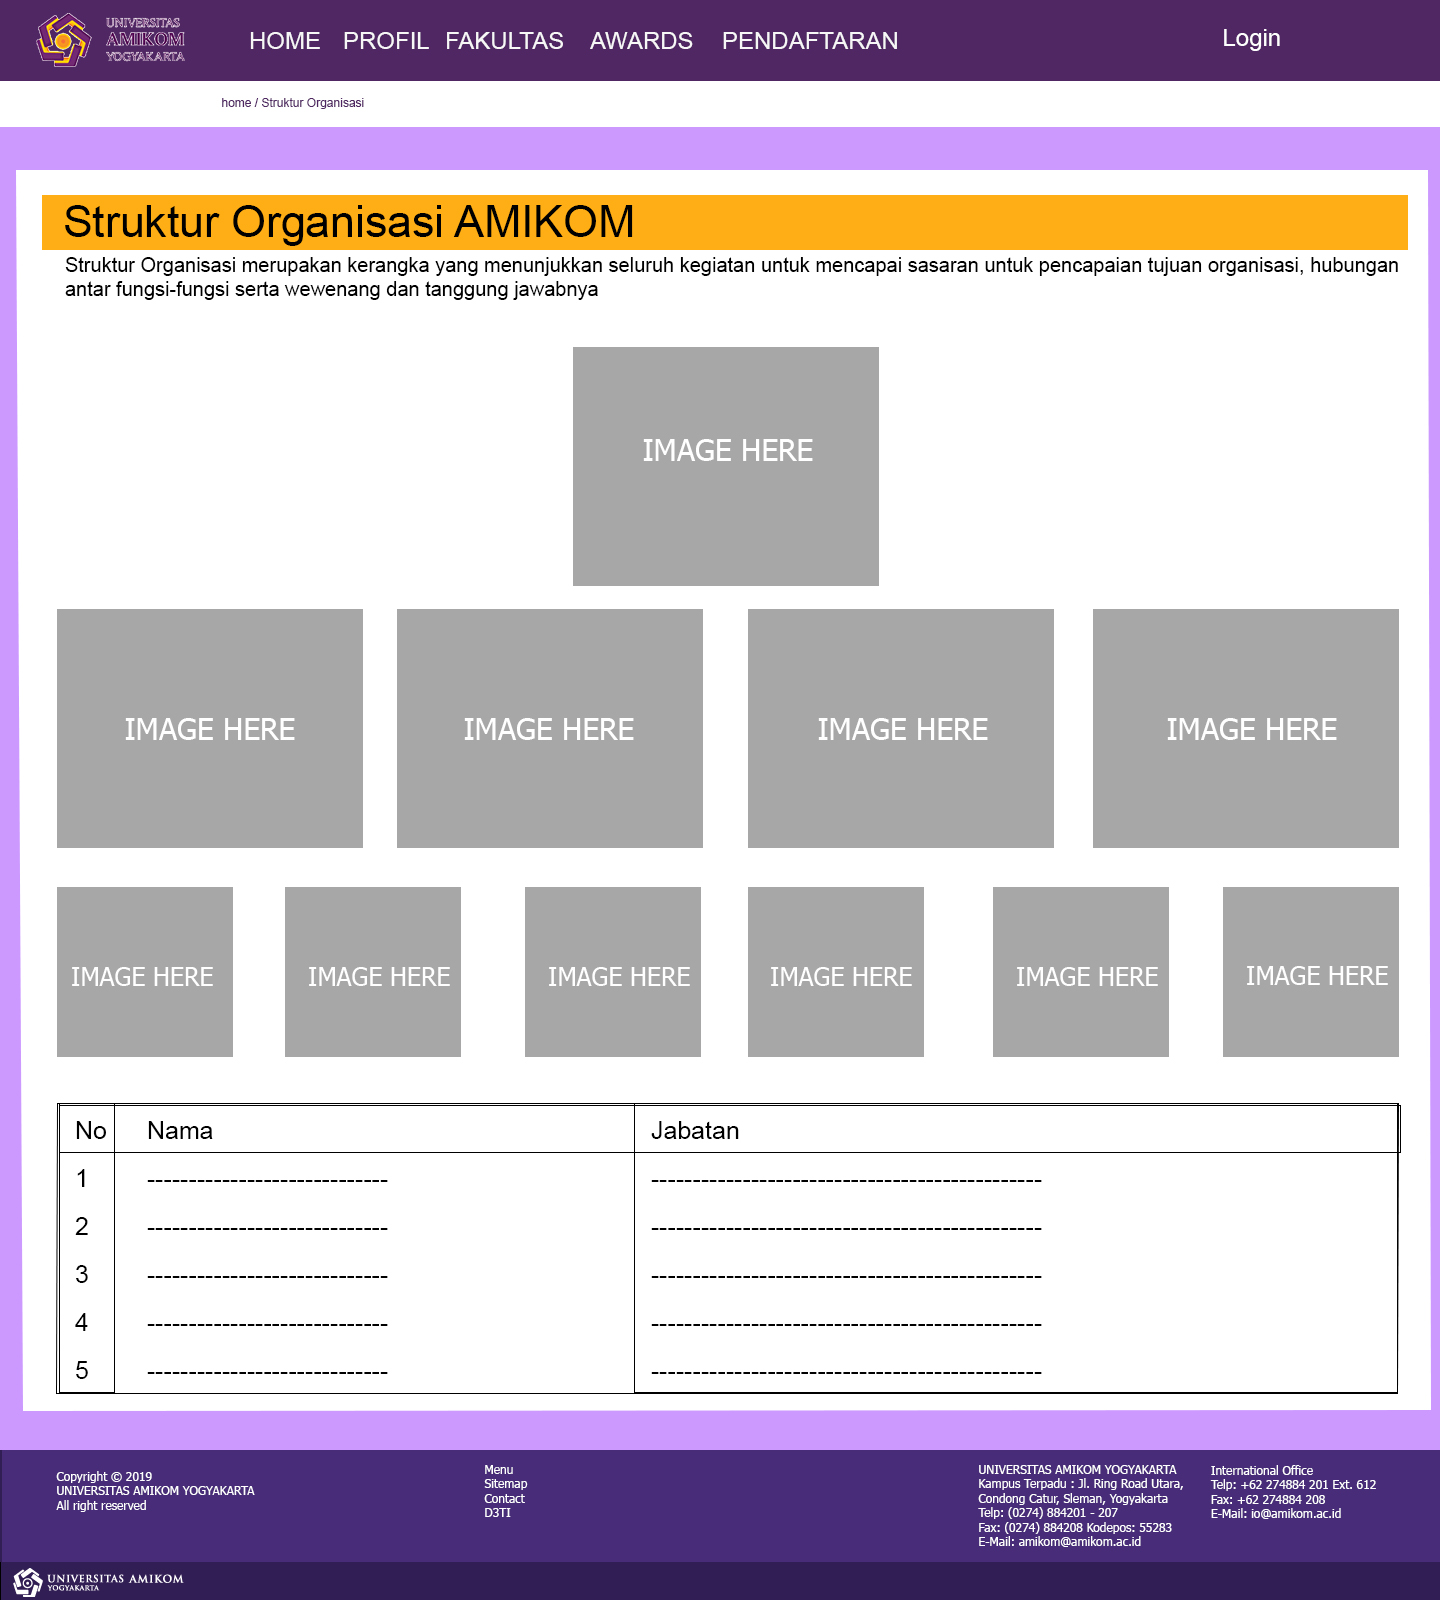 UNIVERSITAS
AMIKOM
YOGYAKARTA
HOME PROFIL FAKULTAS AWARDS PENDAFTARAN
Login
home / Struktur Organisasi
Struktur Organisasi AMIKOM
Struktur Organisasi merupakan kerangka yang menunjukkan seluruh kegiatan untuk mencapai sasaran untuk pencapaian tujuan organisasi, hubungan
antar fungsi-fungsi serta wewenang dan tanggung jawabnya
IMAGE HERE
IMAGE HERE IMAGE HERE IMAGE HERE IMAGE HERE
IMAGE HERE IMAGE HERE IMAGE HERE IMAGE HERE IMAGE HERE IMAGE HERE
No Nama Jabatan
1 ----------------------------- -----------------------------------------------
2 ----------------------------- -----------------------------------------------
3 ----------------------------- -----------------------------------------------
4 ----------------------------- -----------------------------------------------
5 ----------------------------- -----------------------------------------------
Copyright © 2019
UNIVERSITAS AMIKOM YOGYAKARTA
All right reserved
Menu
Sitemap
Contact
D3TI
UNIVERSITAS AMIKOM YOGYAKARTA
Kampus Terpadu : Jl. Ring Road Utara,
Condong Catur, Sleman, Yogyakarta
Telp: (0274) 884201 - 207
Fax: (0274) 884208 Kodepos: 55283
E-Mail: amikom@amikom.ac.id
International Office
Telp: +62 274884 201 Ext. 612
Fax: +62 274884 208
E-Mail: io@amikom.ac.id
UNIVERSITAS AMIKOM
YOGYAKARTA